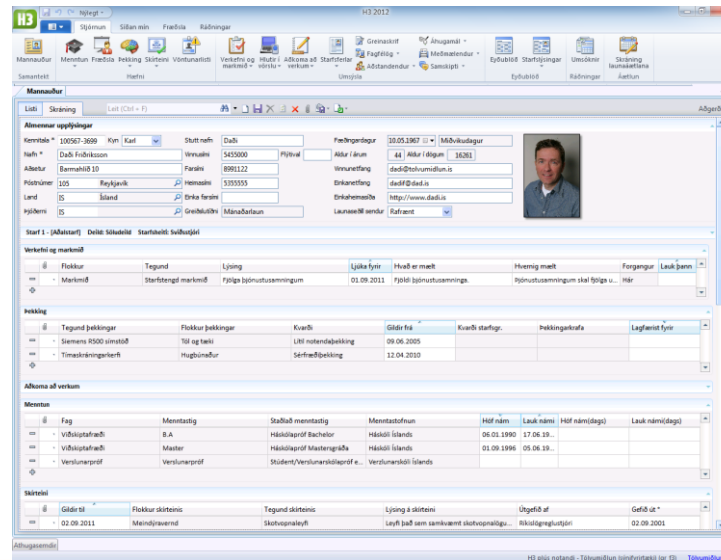 H3 Nýlegt H3 2012
Stjórnun Síðan mín Fræðsla Ráðningar
Mannauður Menntun Fræðsla Þekking Skírteini Vöntunarlisti Verkefni og markmið Hlutir í vörslu Aðkoma að verkum Starfsferlar Greinaskrif Fagfélög Aðstandendur Áhugamál Meðmælendur Samskipti Eyðublöð Starfslýsingar Umsóknir Skráning launaáætlana
Samantekt Hæfni Umsýsla Eyðublöð Ráðningar Áætlun
Mannauður
Listi Skráning Leit (Ctrl + F) Aðgerð
Almennar upplýsingar
Kennitala * 100567-3699 Kyn Karl Stutt nafn Daði Fæðingardagur 10.05.1967 Miðvikudagur
Nafn * Daði Friðriksson Vinnusími 5455000 Flýtival Aldur í árum 44 Aldur í dögum 16261
Aðsetur Barmahlíð 10 Farsími 8991122 Vinnunetfang dadi@tolvumidlun.is
Póstnúmer 105 Reykjavík Heimasími 5355555 Einkanetfang dadif@dad.is
Land IS Ísland Einka farsími Einkaheimasíða http://www.dadi.is
Þjóðerni IS Greiðslutíðni Mánaðarlaun Launaseðill sendur Rafrænt
Starf 1 - [Aðalstarf] Deild: Söludeild Starfsheiti: Sviðsstjóri
Verkefni og markmið
Flokkur Tegund Lýsing Ljúka fyrir Hvað er mælt Hvernig mælt Forgangur Lauk þann
Markmið Starfstengd markmið Fjölga þjónustusamningum 01.09.2011 Fjöldi þjónustusamninga. Þjónustusamningum skal fjölga u... Hár
Þekking
Tegund þekkingar Flokkur þekkingar Kvarði Gildir frá Kvarði starfsgr. Þekkingarkrafa Lagfærist fyrir
Siemens R500 símstöð Tól og tæki Lítil notendaþekking 09.06.2005
Tímaskráningarkerfi Hugbúnaður Sérfræðiþekking 12.04.2010
Aðkoma að verkum
Menntun
Fag Menntastig Staðlað menntastig Menntastofnun Hóf nám Lauk námi Hóf nám(dags) Lauk námi(dags)
Viðskiptafræði B.A Háskólapróf Bachelor Háskóli Íslands 06.01.1990 17.06.19...
Viðskiptafræði Master Háskólapróf Mastersgráða Háskóli Íslands 01.09.1996 05.06.19...
Verslunarpróf Verslunarpróf Stúdent/Verslunarskólapróf e... Verzlunarskóli Íslands
Skírteini
Gildir til Flokkur skírteinis Tegund skírteinis Lýsing á skírteini Útgefið af Gefið út *
02.09.2011 Meindýravernd Skotvopnaleyfi Leyfi það sem samkvæmt skotvopnalögu... Ríkislögreglustjóri 02.09.2001
Athugasemdir
H3 plús notandi - Tölvumiðlun